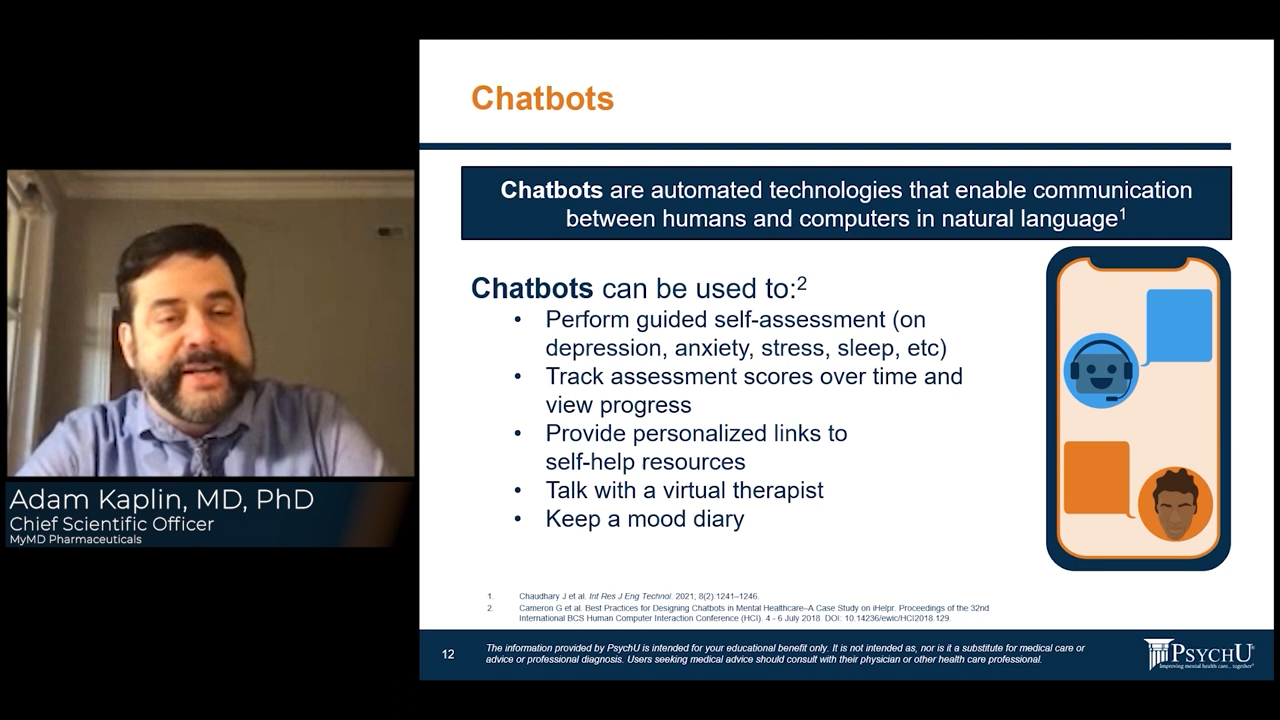 Chatbots
Chatbots are automated technologies that enable communication
between humans and computers in natural language1
Chatbots can be used to:2
• Perform guided self-assessment (on
depression, anxiety, stress, sleep, etc)
• Track assessment scores over time and
view progress
• Provide personalized links to
self-help resources
• Talk with a virtual therapist
• Keep a mood diary
Adam Kaplin, MD, PhD
Chief Scientific Officer
MyMD Pharmaceuticals
1. Chaudhary J et al. Int Res J Eng Technol. 2021; 8(2):1241–1246.
2. Cameron G et al. Best Practices for Designing Chatbots in Mental Healthcare–A Case Study on iHelpr. Proceedings of the 32nd
International BCS Human Computer Interaction Conference (HCI). 4 - 6 July 2018. DOI: 10.14236/ewic/HCI2018.129.
12
The information provided by PsychU is intended for your educational benefit only. It is not intended as, nor is it a substitute for medical care or
advice or professional diagnosis. Users seeking medical advice should consult with their physician or other health care professional.
PSYCHU®
Improving mental health care... together®